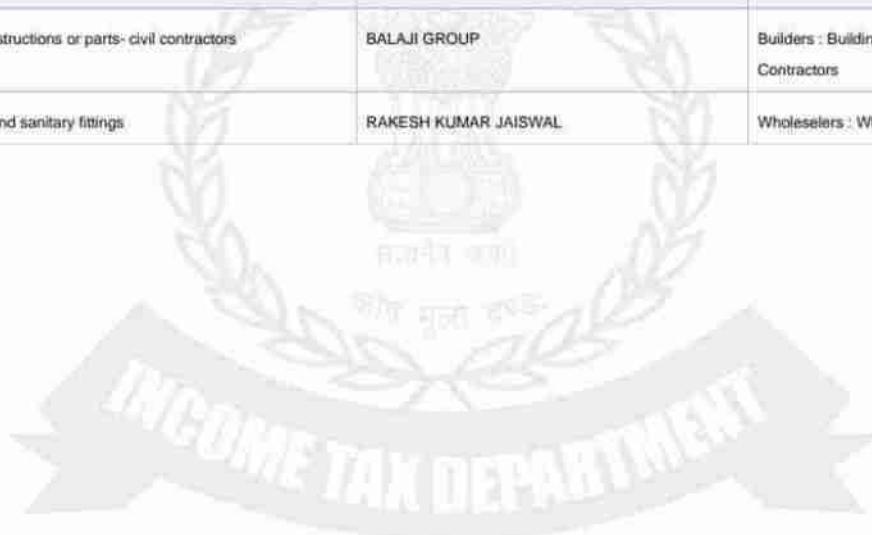 structions or parts- civil contractors BALAJI GROUP Builders : Buildin
Contractors
nd sanitary fittings RAKESH KUMAR JAISWAL Wholeselers : W
कोष मूलो दण्ड:
INCOME TAX DEPARTMENT